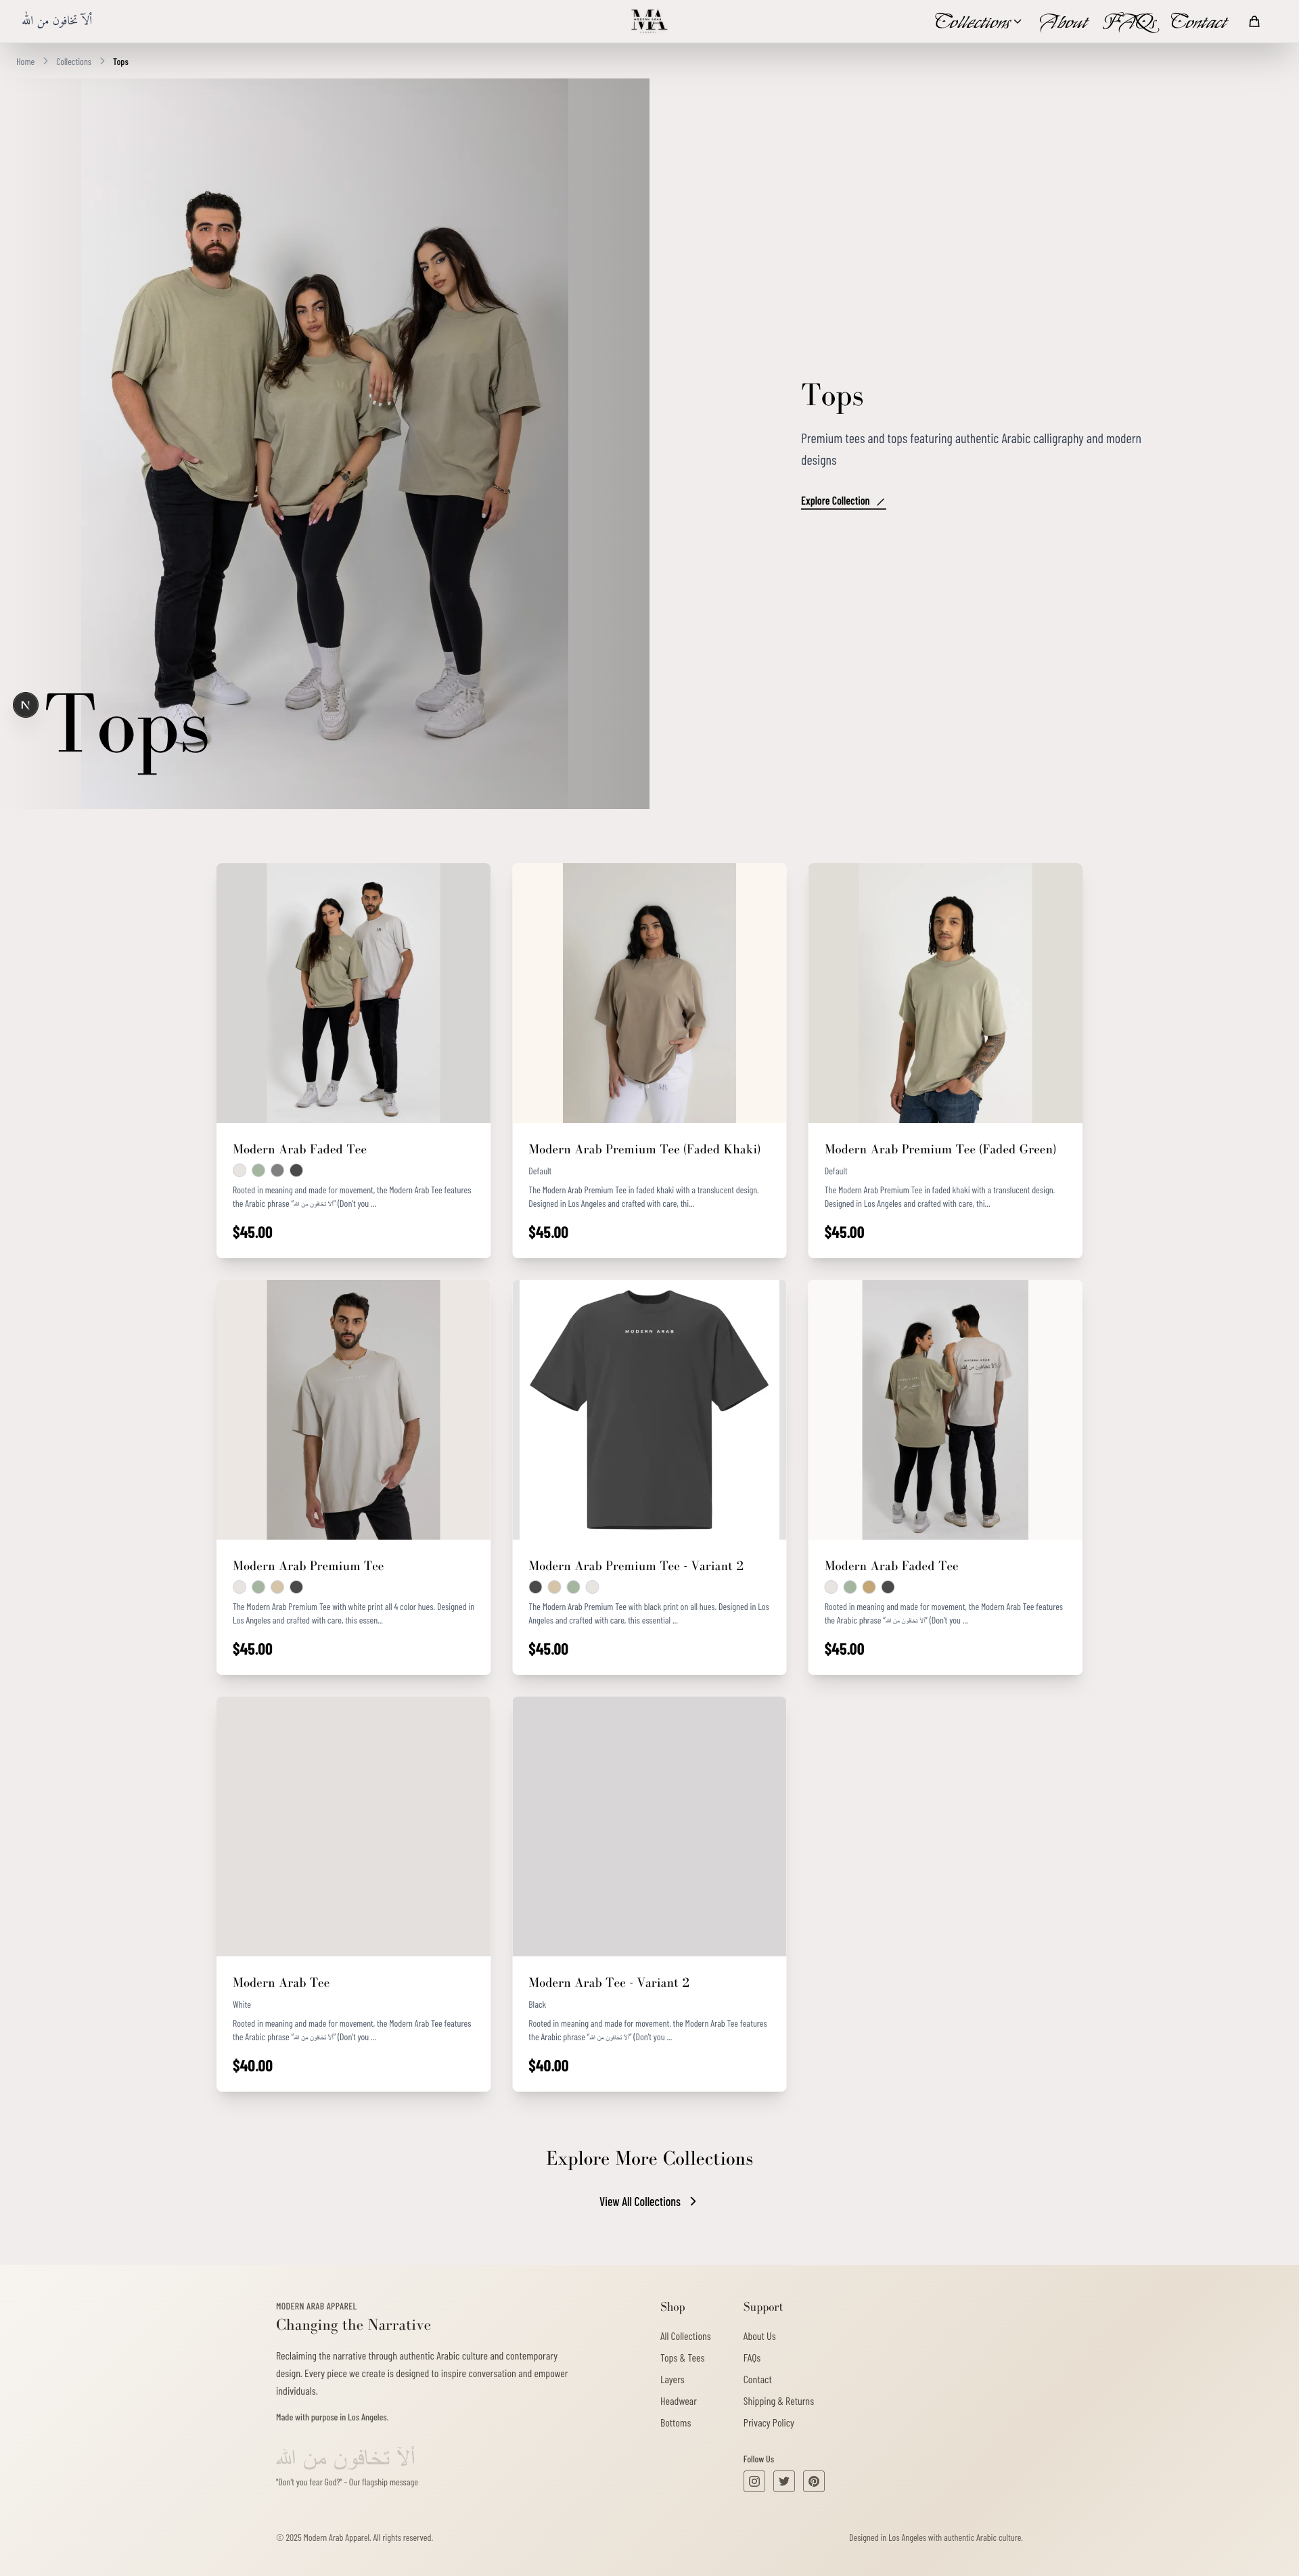 ألآ تخافون من الله
MA
Collections
About
FAQs
Contact
Home
Collections
Tops
Tops
Premium tees and tops featuring authentic Arabic calligraphy and modern
designs
Explore Collection
N
Tops
Modern Arab Faded Tee
Rooted in meaning and made for movement, the Modern Arab Tee features
the Arabic phrase "ألا تخافون من الله" (Don't you ...
$45.00
Modern Arab Premium Tee (Faded Khaki)
Default
The Modern Arab Premium Tee in faded khaki with a translucent design.
Designed in Los Angeles and crafted with care, thi...
$45.00
Modern Arab Premium Tee (Faded Green)
Default
The Modern Arab Premium Tee in faded khaki with a translucent design.
Designed in Los Angeles and crafted with care, thi...
$45.00
Modern Arab Premium Tee
The Modern Arab Premium Tee with white print all 4 color hues. Designed in
Los Angeles and crafted with care, this essen...
$45.00
MODERN ARAB
Modern Arab Premium Tee - Variant 2
The Modern Arab Premium Tee with black print on all hues. Designed in Los
Angeles and crafted with care, this essential ...
$45.00
Modern Arab Faded Tee
Rooted in meaning and made for movement, the Modern Arab Tee features
the Arabic phrase "ألا تخافون من الله" (Don't you ...
$45.00
Modern Arab Tee
White
Rooted in meaning and made for movement, the Modern Arab Tee features
the Arabic phrase "ألا تخافون من الله" (Don't you ...
$40.00
Modern Arab Tee - Variant 2
Black
Rooted in meaning and made for movement, the Modern Arab Tee features
the Arabic phrase "ألا تخافون من الله" (Don't you ...
$40.00
Explore More Collections
View All Collections
MODERN ARAB APPAREL
Changing the Narrative
Reclaiming the narrative through authentic Arabic culture and contemporary
design. Every piece we create is designed to inspire conversation and empower
individuals.
Made with purpose in Los Angeles.
ألآ تخافون من الله
"Don't you fear God?" - Our flagship message
Shop
All Collections
Tops & Tees
Layers
Headwear
Bottoms
Support
About Us
FAQs
Contact
Shipping & Returns
Privacy Policy
Follow Us
© 2025 Modern Arab Apparel. All rights reserved.
Designed in Los Angeles with authentic Arabic culture.